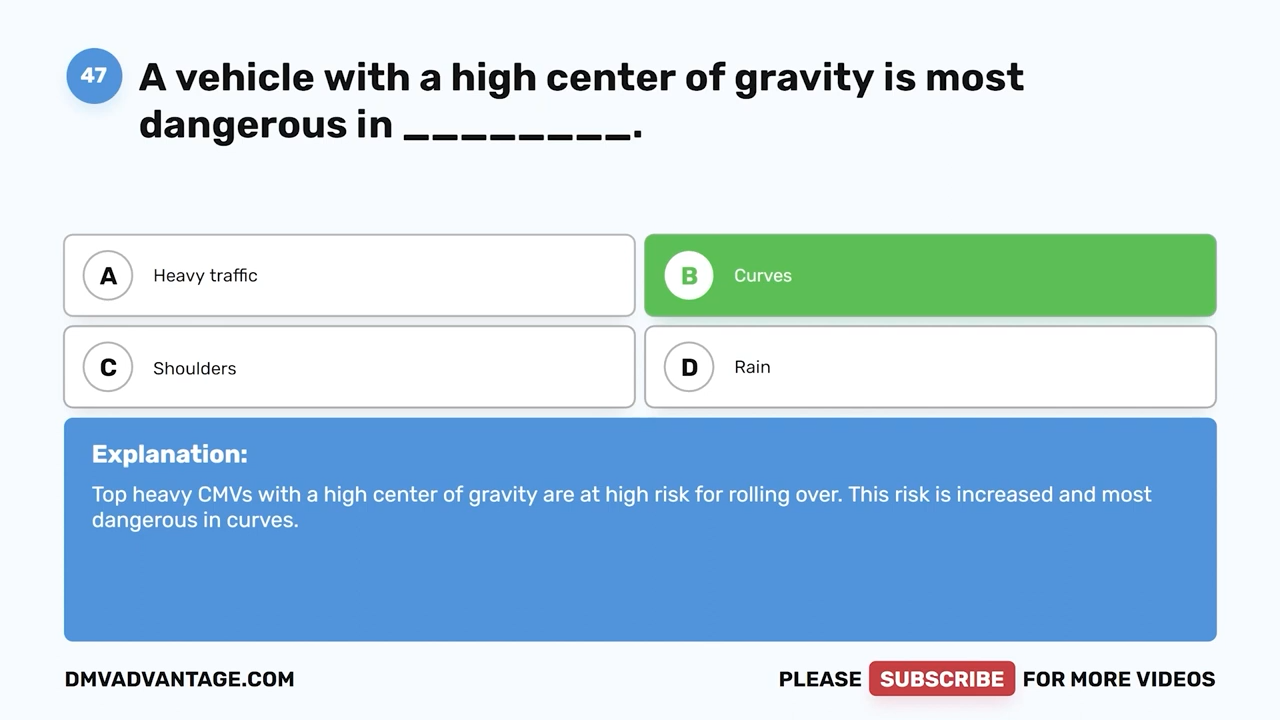 47
A vehicle with a high center of gravity is most
dangerous in ________.
A Heavy traffic
B Curves
C Shoulders
D Rain
Explanation:
Top heavy CMVs with a high center of gravity are at high risk for rolling over. This risk is increased and most
dangerous in curves.
DMVADVANTAGE.COM
PLEASE SUBSCRIBE FOR MORE VIDEOS